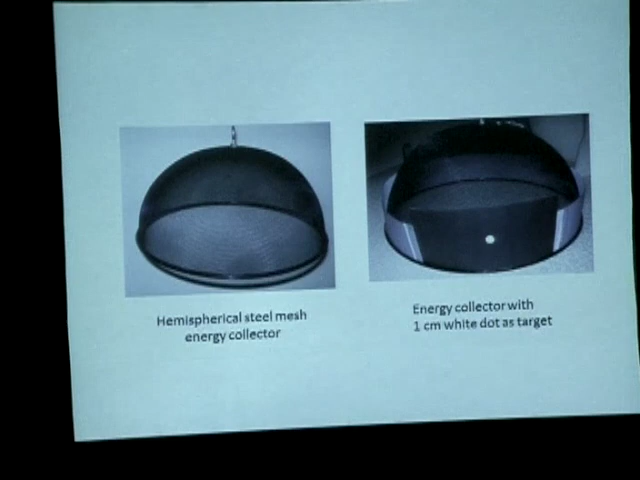 Hemispherical steel mesh
energy collector
Energy collector with
1 cm white dot as target